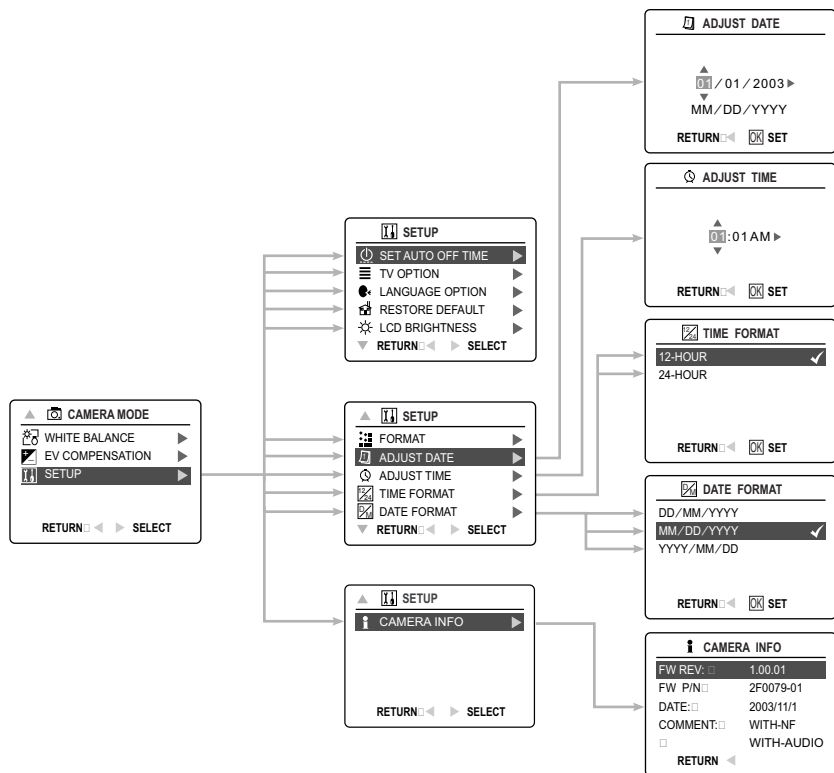 CAMERA MODE
WHITE BALANCE
EV COMPENSATION
SETUP
RETURN SELECT
SETUP
SET AUTO OFF TIME
TV OPTION
LANGUAGE OPTION
RESTORE DEFAULT
LCD BRIGHTNESS
RETURN SELECT
SETUP
FORMAT
ADJUST DATE
ADJUST TIME
12/24 TIME FORMAT
D/M DATE FORMAT
RETURN SELECT
SETUP
CAMERA INFO
RETURN SELECT
ADJUST DATE
01/01/2003
MM/DD/YYYY
RETURN OK SET
ADJUST TIME
01:01AM
RETURN OK SET
12/24 TIME FORMAT
12-HOUR
24-HOUR
RETURN OK SET
D/M DATE FORMAT
DD/MM/YYYY
MM/DD/YYYY
YYYY/MM/DD
RETURN OK SET
i CAMERA INFO
FW REV: 1.00.01
FW P/N 2F0079-01
DATE: 2003/11/1
COMMENT: WITH-NF
WITH-AUDIO
RETURN